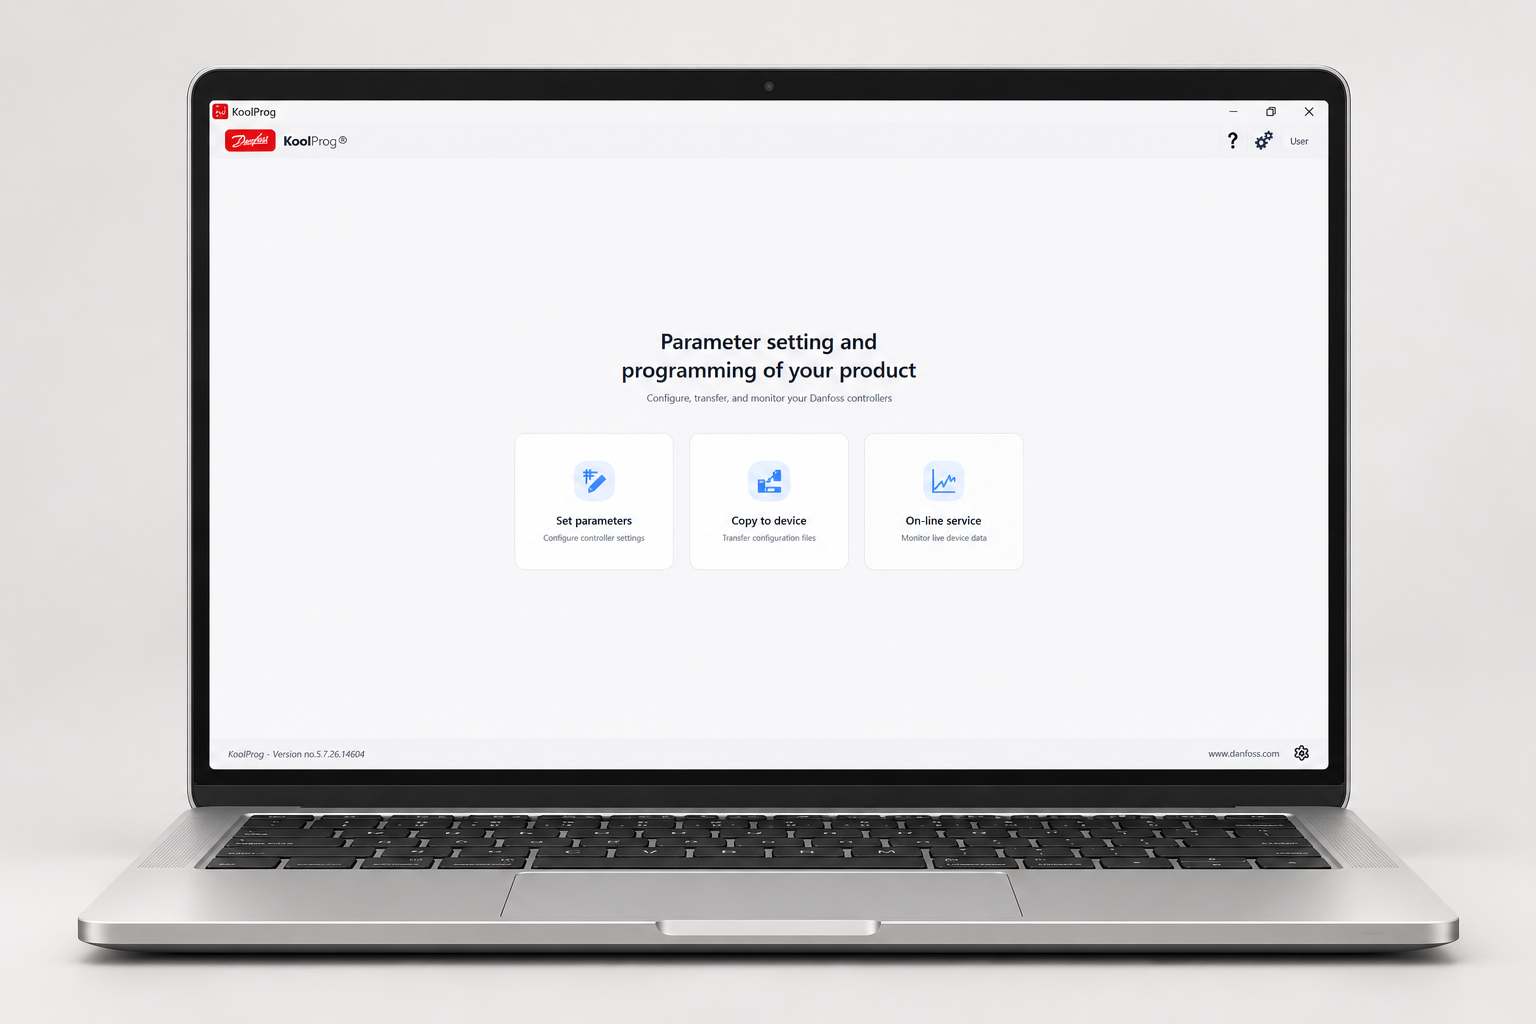 KoolProg
Danfoss KoolProg®
? User
Parameter setting and
programming of your product
Configure, transfer, and monitor your Danfoss controllers
Set parameters
Configure controller settings
Copy to device
Transfer configuration files
On-line service
Monitor live device data
KoolProg - Version no.5.7.26.14604
www.danfoss.com